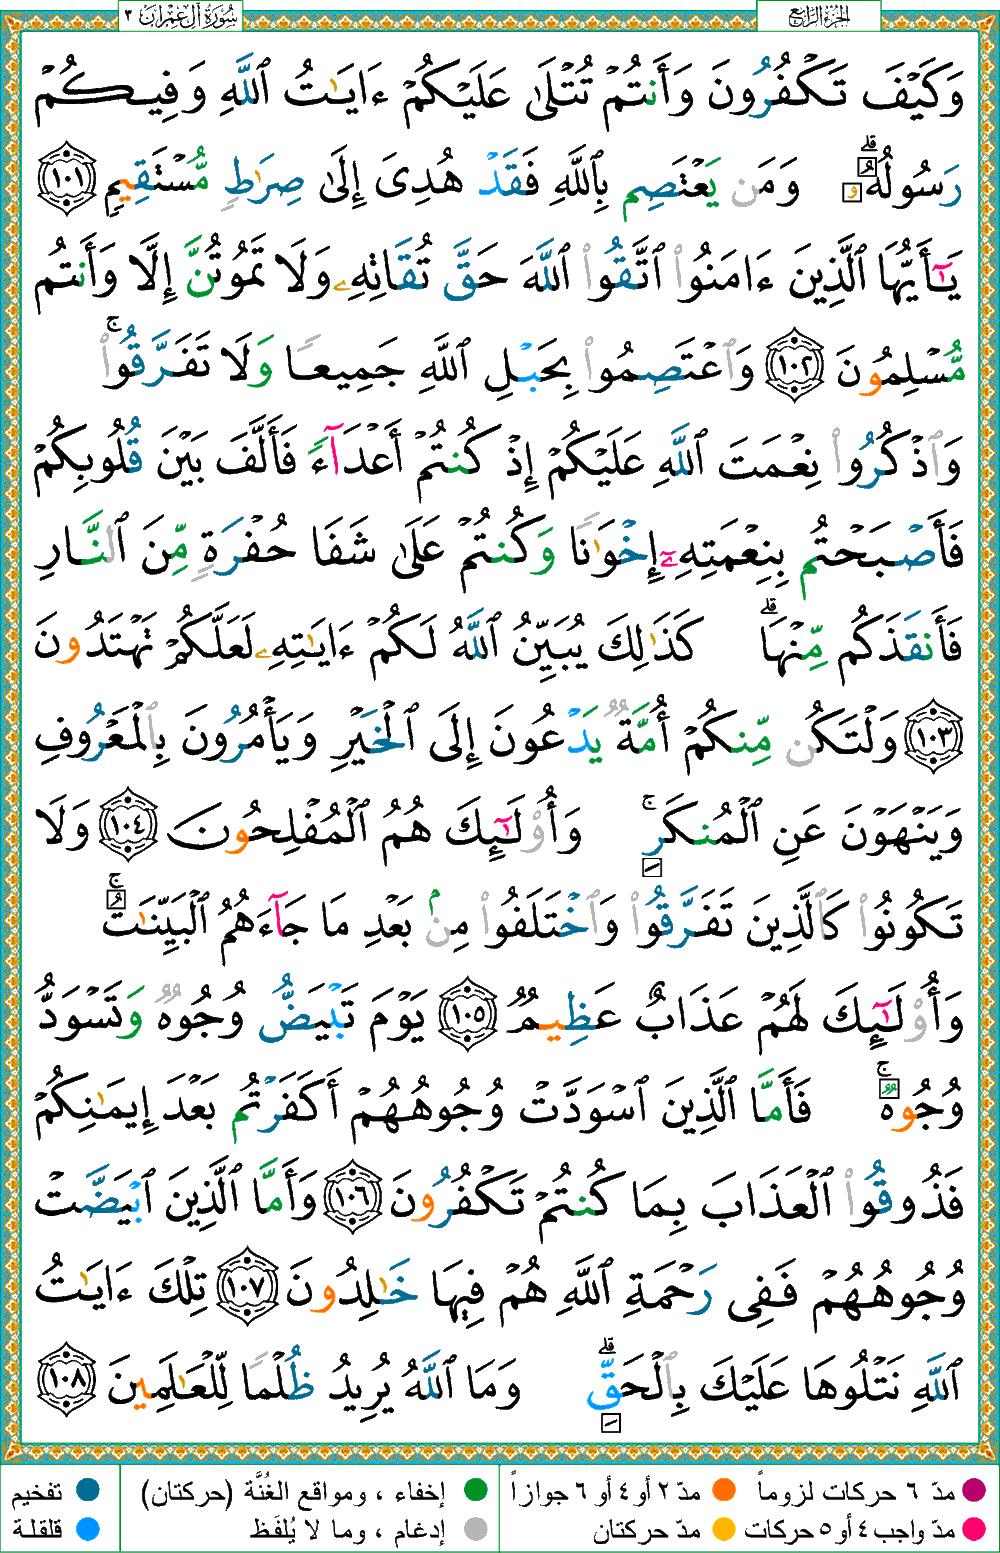 الجزء الرابع
سورة آل عمران ٣
وَكَيْفَ تَكْفُرُونَ وَأَنتُمْ تُتْلَىٰ عَلَيْكُمْ ءَايَـٰتُ ٱللَّهِ وَفِيكُمْ
رَسُولُهُۥ ۗ وَمَن يَعْتَصِم بِٱللَّهِ فَقَدْ هُدِىَ إِلَىٰ صِرَٰطٍ مُّسْتَقِيمٍ ١٠١
يَـٰٓأَيُّهَا ٱلَّذِينَ ءَامَنُوا۟ ٱتَّقُوا۟ ٱللَّهَ حَقَّ تُقَاتِهِۦ وَلَا تَمُوتُنَّ إِلَّا وَأَنتُم
مُّسْلِمُونَ ١٠٢ وَٱعْتَصِمُوا۟ بِحَبْلِ ٱللَّهِ جَمِيعًا وَلَا تَفَرَّقُوا۟ ۚ
وَٱذْكُرُوا۟ نِعْمَتَ ٱللَّهِ عَلَيْكُمْ إِذْ كُنتُمْ أَعْدَآءً فَأَلَّفَ بَيْنَ قُلُوبِكُمْ
فَأَصْبَحْتُم بِنِعْمَتِهِۦٓ إِخْوَٰنًا وَكُنتُمْ عَلَىٰ شَفَا حُفْرَةٍ مِّنَ ٱلنَّارِ
فَأَنقَذَكُم مِّنْهَا ۗ كَذَٰلِكَ يُبَيِّنُ ٱللَّهُ لَكُمْ ءَايَـٰتِهِۦ لَعَلَّكُمْ تَهْتَدُونَ
١٠٣ وَلْتَكُن مِّنكُمْ أُمَّةٌ يَدْعُونَ إِلَى ٱلْخَيْرِ وَيَأْمُرُونَ بِٱلْمَعْرُوفِ
وَيَنْهَوْنَ عَنِ ٱلْمُنكَرِ ۚ وَأُو۟لَـٰٓئِكَ هُمُ ٱلْمُفْلِحُونَ ١٠٤ وَلَا
تَكُونُوا۟ كَٱلَّذِينَ تَفَرَّقُوا۟ وَٱخْتَلَفُوا۟ مِنۢ بَعْدِ مَا جَآءَهُمُ ٱلْبَيِّنَـٰتُ ۚ
وَأُو۟لَـٰٓئِكَ لَهُمْ عَذَابٌ عَظِيمٌ ١٠٥ يَوْمَ تَبْيَضُّ وُجُوهٌ وَتَسْوَدُّ
وُجُوهٌ ۚ فَأَمَّا ٱلَّذِينَ ٱسْوَدَّتْ وُجُوهُهُمْ أَكَفَرْتُم بَعْدَ إِيمَـٰنِكُمْ
فَذُوقُوا۟ ٱلْعَذَابَ بِمَا كُنتُمْ تَكْفُرُونَ ١٠٦ وَأَمَّا ٱلَّذِينَ ٱبْيَضَّتْ
وُجُوهُهُمْ فَفِى رَحْمَةِ ٱللَّهِ هُمْ فِيهَا خَـٰلِدُونَ ١٠٧ تِلْكَ ءَايَـٰتُ
ٱللَّهِ نَتْلُوهَا عَلَيْكَ بِٱلْحَقِّ ۗ وَمَا ٱللَّهُ يُرِيدُ ظُلْمًا لِّلْعَـٰلَمِينَ ١٠٨
مدّ ٦ حركات لزوماً مدّ ٢ أو ٤ أو ٦ جوازاً إخفاء ، ومواقع الغُنَّة (حركتان) تفخيم
مدّ واجب ٤ أو ٥ حركات مدّ حركتان إدغام ، وما لا يُلفَظ قلقلة